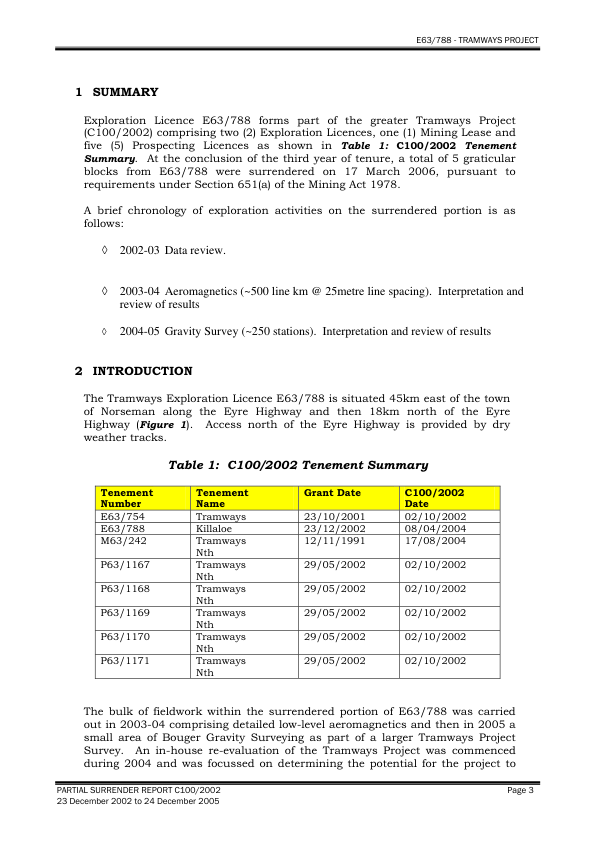 E63/788 - TRAMWAYS PROJECT
1 SUMMARY
Exploration Licence E63/788 forms part of the greater Tramways Project
(C100/2002) comprising two (2) Exploration Licences, one (1) Mining Lease and
five (5) Prospecting Licences as shown in Table 1: C100/2002 Tenement
Summary. At the conclusion of the third year of tenure, a total of 5 graticular
blocks from E63/788 were surrendered on 17 March 2006, pursuant to
requirements under Section 651(a) of the Mining Act 1978.
A brief chronology of exploration activities on the surrendered portion is as
follows:
◊ 2002-03 Data review.
◊ 2003-04 Aeromagnetics (~500 line km @ 25metre line spacing). Interpretation and
review of results
◊ 2004-05 Gravity Survey (~250 stations). Interpretation and review of results
2 INTRODUCTION
The Tramways Exploration Licence E63/788 is situated 45km east of the town
of Norseman along the Eyre Highway and then 18km north of the Eyre
Highway (Figure 1). Access north of the Eyre Highway is provided by dry
weather tracks.
Table 1: C100/2002 Tenement Summary
Tenement Number Tenement Name Grant Date C100/2002 Date
E63/754 Tramways 23/10/2001 02/10/2002
E63/788 Killaloe 23/12/2002 08/04/2004
M63/242 Tramways Nth 12/11/1991 17/08/2004
P63/1167 Tramways Nth 29/05/2002 02/10/2002
P63/1168 Tramways Nth 29/05/2002 02/10/2002
P63/1169 Tramways Nth 29/05/2002 02/10/2002
P63/1170 Tramways Nth 29/05/2002 02/10/2002
P63/1171 Tramways Nth 29/05/2002 02/10/2002
The bulk of fieldwork within the surrendered portion of E63/788 was carried
out in 2003-04 comprising detailed low-level aeromagnetics and then in 2005 a
small area of Bouger Gravity Surveying as part of a larger Tramways Project
Survey. An in-house re-evaluation of the Tramways Project was commenced
during 2004 and was focussed on determining the potential for the project to
PARTIAL SURRENDER REPORT C100/2002 Page 3
23 December 2002 to 24 December 2005